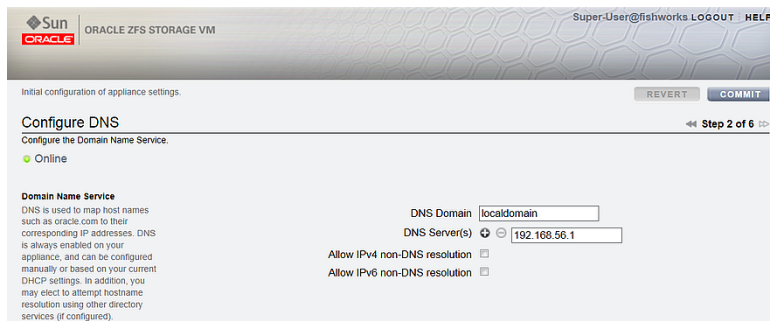 Sun
ORACLE
ORACLE ZFS STORAGE VM
Super-User@fishworks LOGOUT HELP
Initial configuration of appliance settings.
REVERT COMMIT
Configure DNS
Step 2 of 6
Configure the Domain Name Service.
Online
Domain Name Service
DNS is used to map host names
such as oracle.com to their
corresponding IP addresses. DNS
is always enabled on your
appliance, and can be configured
manually or based on your current
DHCP settings. In addition, you
may elect to attempt hostname
resolution using other directory
services (if configured).
DNS Domain localdomain
DNS Server(s) 192.168.56.1
Allow IPv4 non-DNS resolution
Allow IPv6 non-DNS resolution